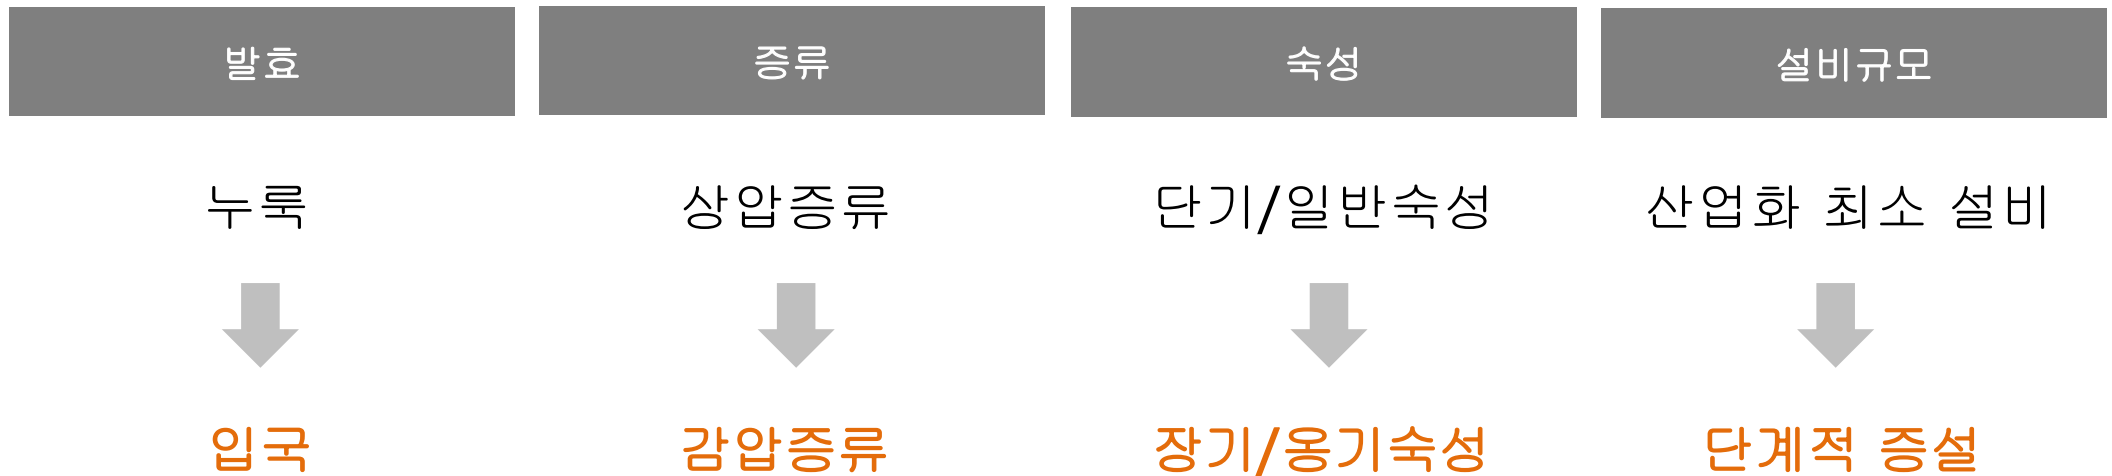 발효 증류 숙성 설비규모
누룩 상압증류 단기/일반숙성 산업화 최소 설비
입국 감압증류 장기/옹기숙성 단계적 증설